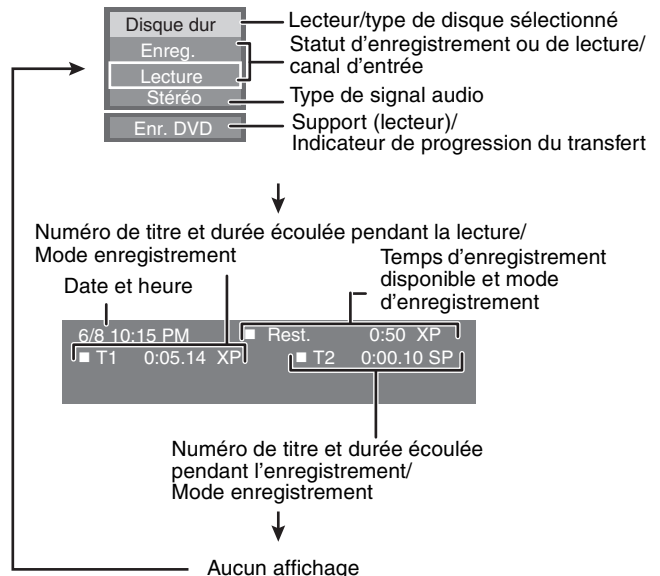 Disque dur
Lecteur/type de disque sélectionné
Enreg.
Statut d'enregistrement ou de lecture/
canal d'entrée
Lecture
Stéréo
Type de signal audio
Enr. DVD
Support (lecteur)/
Indicateur de progression du transfert
Numéro de titre et durée écoulée pendant la lecture/
Mode enregistrement
Temps d'enregistrement
disponible et mode
d'enregistrement
Date et heure
6/8 10:15 PM Rest. 0:50 XP
T1 0:05.14 XP T2 0:00.10 SP
Numéro de titre et durée écoulée
pendant l'enregistrement/
Mode enregistrement
Aucun affichage